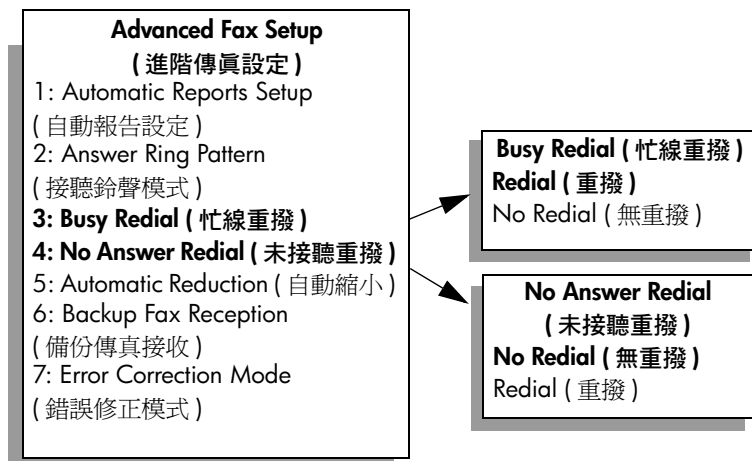 Advanced Fax Setup
( 進階傳真設定 )
1: Automatic Reports Setup
( 自動報告設定 )
2: Answer Ring Pattern
( 接聽鈴聲模式 )
3: Busy Redial ( 忙線重撥 )
4: No Answer Redial ( 未接聽重撥 )
5: Automatic Reduction ( 自動縮小 )
6: Backup Fax Reception
( 備份傳真接收 )
7: Error Correction Mode
( 錯誤修正模式 )
Busy Redial ( 忙線重撥 )
Redial ( 重撥 )
No Redial ( 無重撥 )
No Answer Redial
( 未接聽重撥 )
No Redial ( 無重撥 )
Redial ( 重撥 )